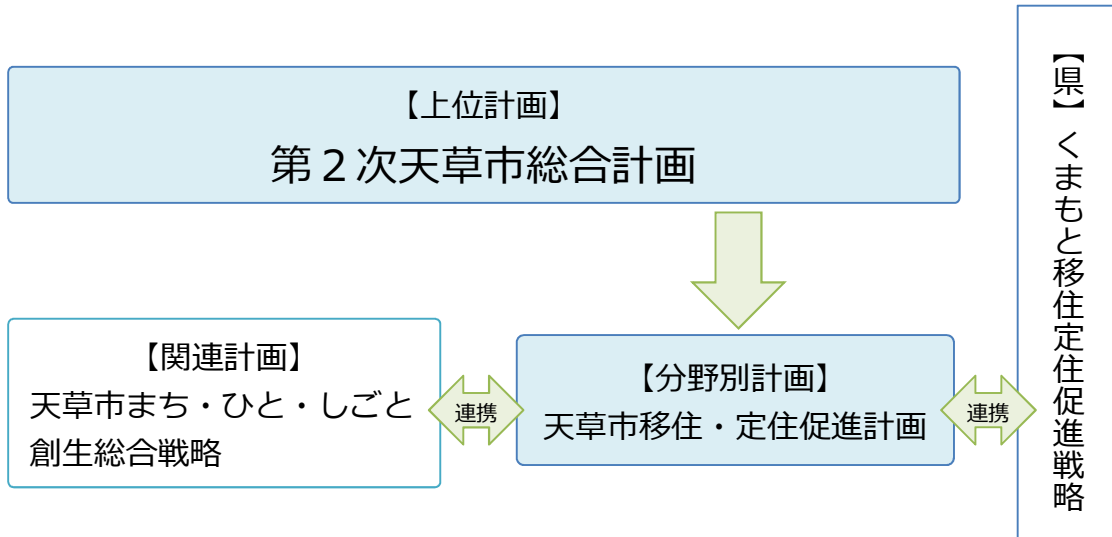 【上位計画】
第２次天草市総合計画
【関連計画】
天草市まち・ひと・しごと
創生総合戦略
連携
【分野別計画】
天草市移住・定住促進計画
連携
【県】くまもと移住定住促進戦略